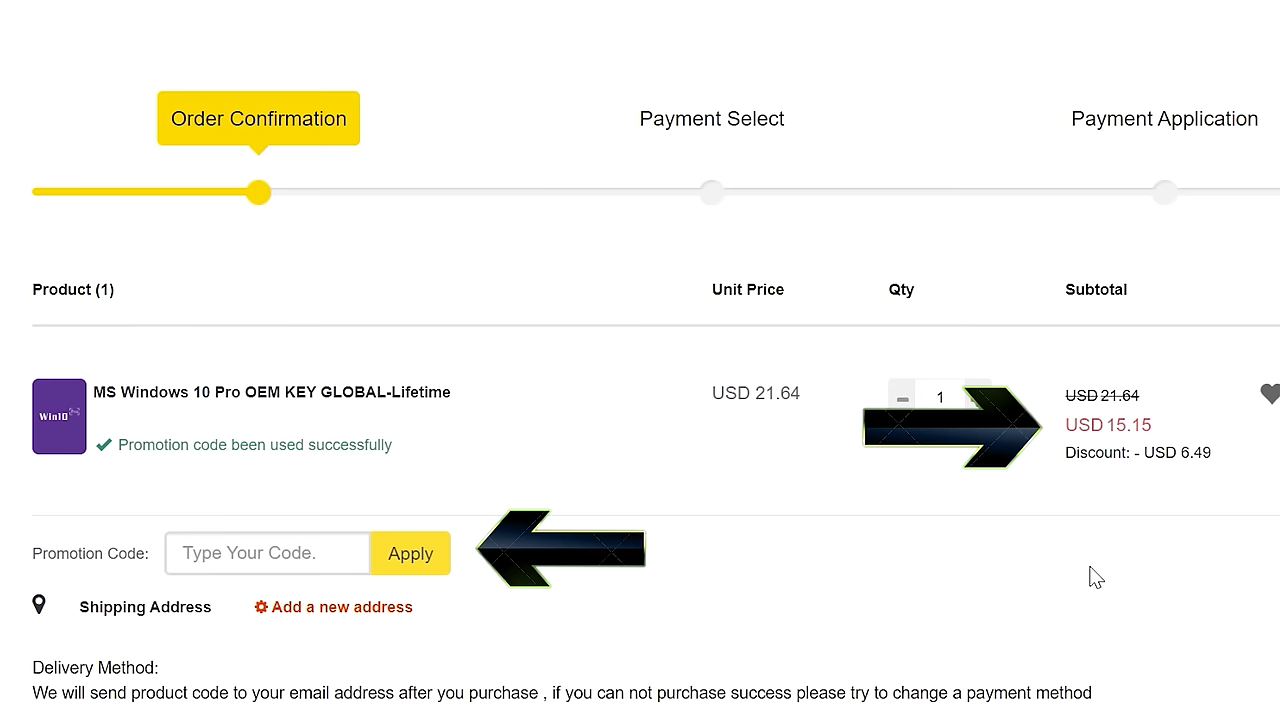 Order Confirmation
Payment Select
Payment Application
Product (1)
Unit Price
Qty
Subtotal
Win10
MS Windows 10 Pro OEM KEY GLOBAL-Lifetime
USD 21.64
1
USD 21.64
USD 15.15
Promotion code been used successfully
Discount: - USD 6.49
Promotion Code:
Type Your Code.
Apply
Shipping Address
Add a new address
Delivery Method:
We will send product code to your email address after you purchase , if you can not purchase success please try to change a payment method